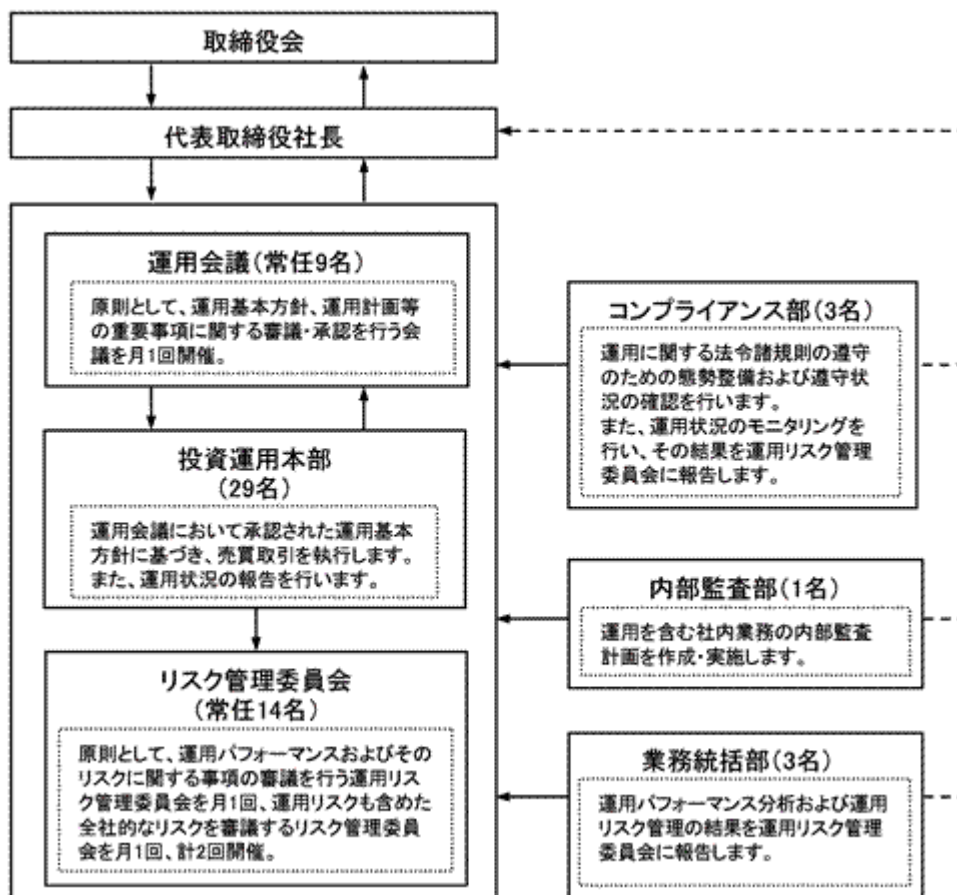 取締役会
代表取締役社長
運用会議(常任9名)
原則として、運用基本方針、運用計画等
の重要事項に関する審議・承認を行う会
議を月1回開催。
投資運用本部
(29名)
運用会議において承認された運用基本
方針に基づき、売買取引を執行します。
また、運用状況の報告を行います。
リスク管理委員会
(常任14名)
原則として、運用パフォーマンスおよびその
リスクに関する事項の審議を行う運用リス
ク管理委員会を月1回、運用リスクも含めた
全社的なリスクを審議するリスク管理委員
会を月1回、計2回開催。
コンプライアンス部(3名)
運用に関する法令諸規則の遵守
のための態勢整備および遵守状
況の確認を行います。
また、運用状況のモニタリングを
行い、その結果を運用リスク管理
委員会に報告します。
内部監査部(1名)
運用を含む社内業務の内部監査
計画を作成・実施します。
業務統括部(3名)
運用パフォーマンス分析および運用
リスク管理の結果を運用リスク管理
委員会に報告します。